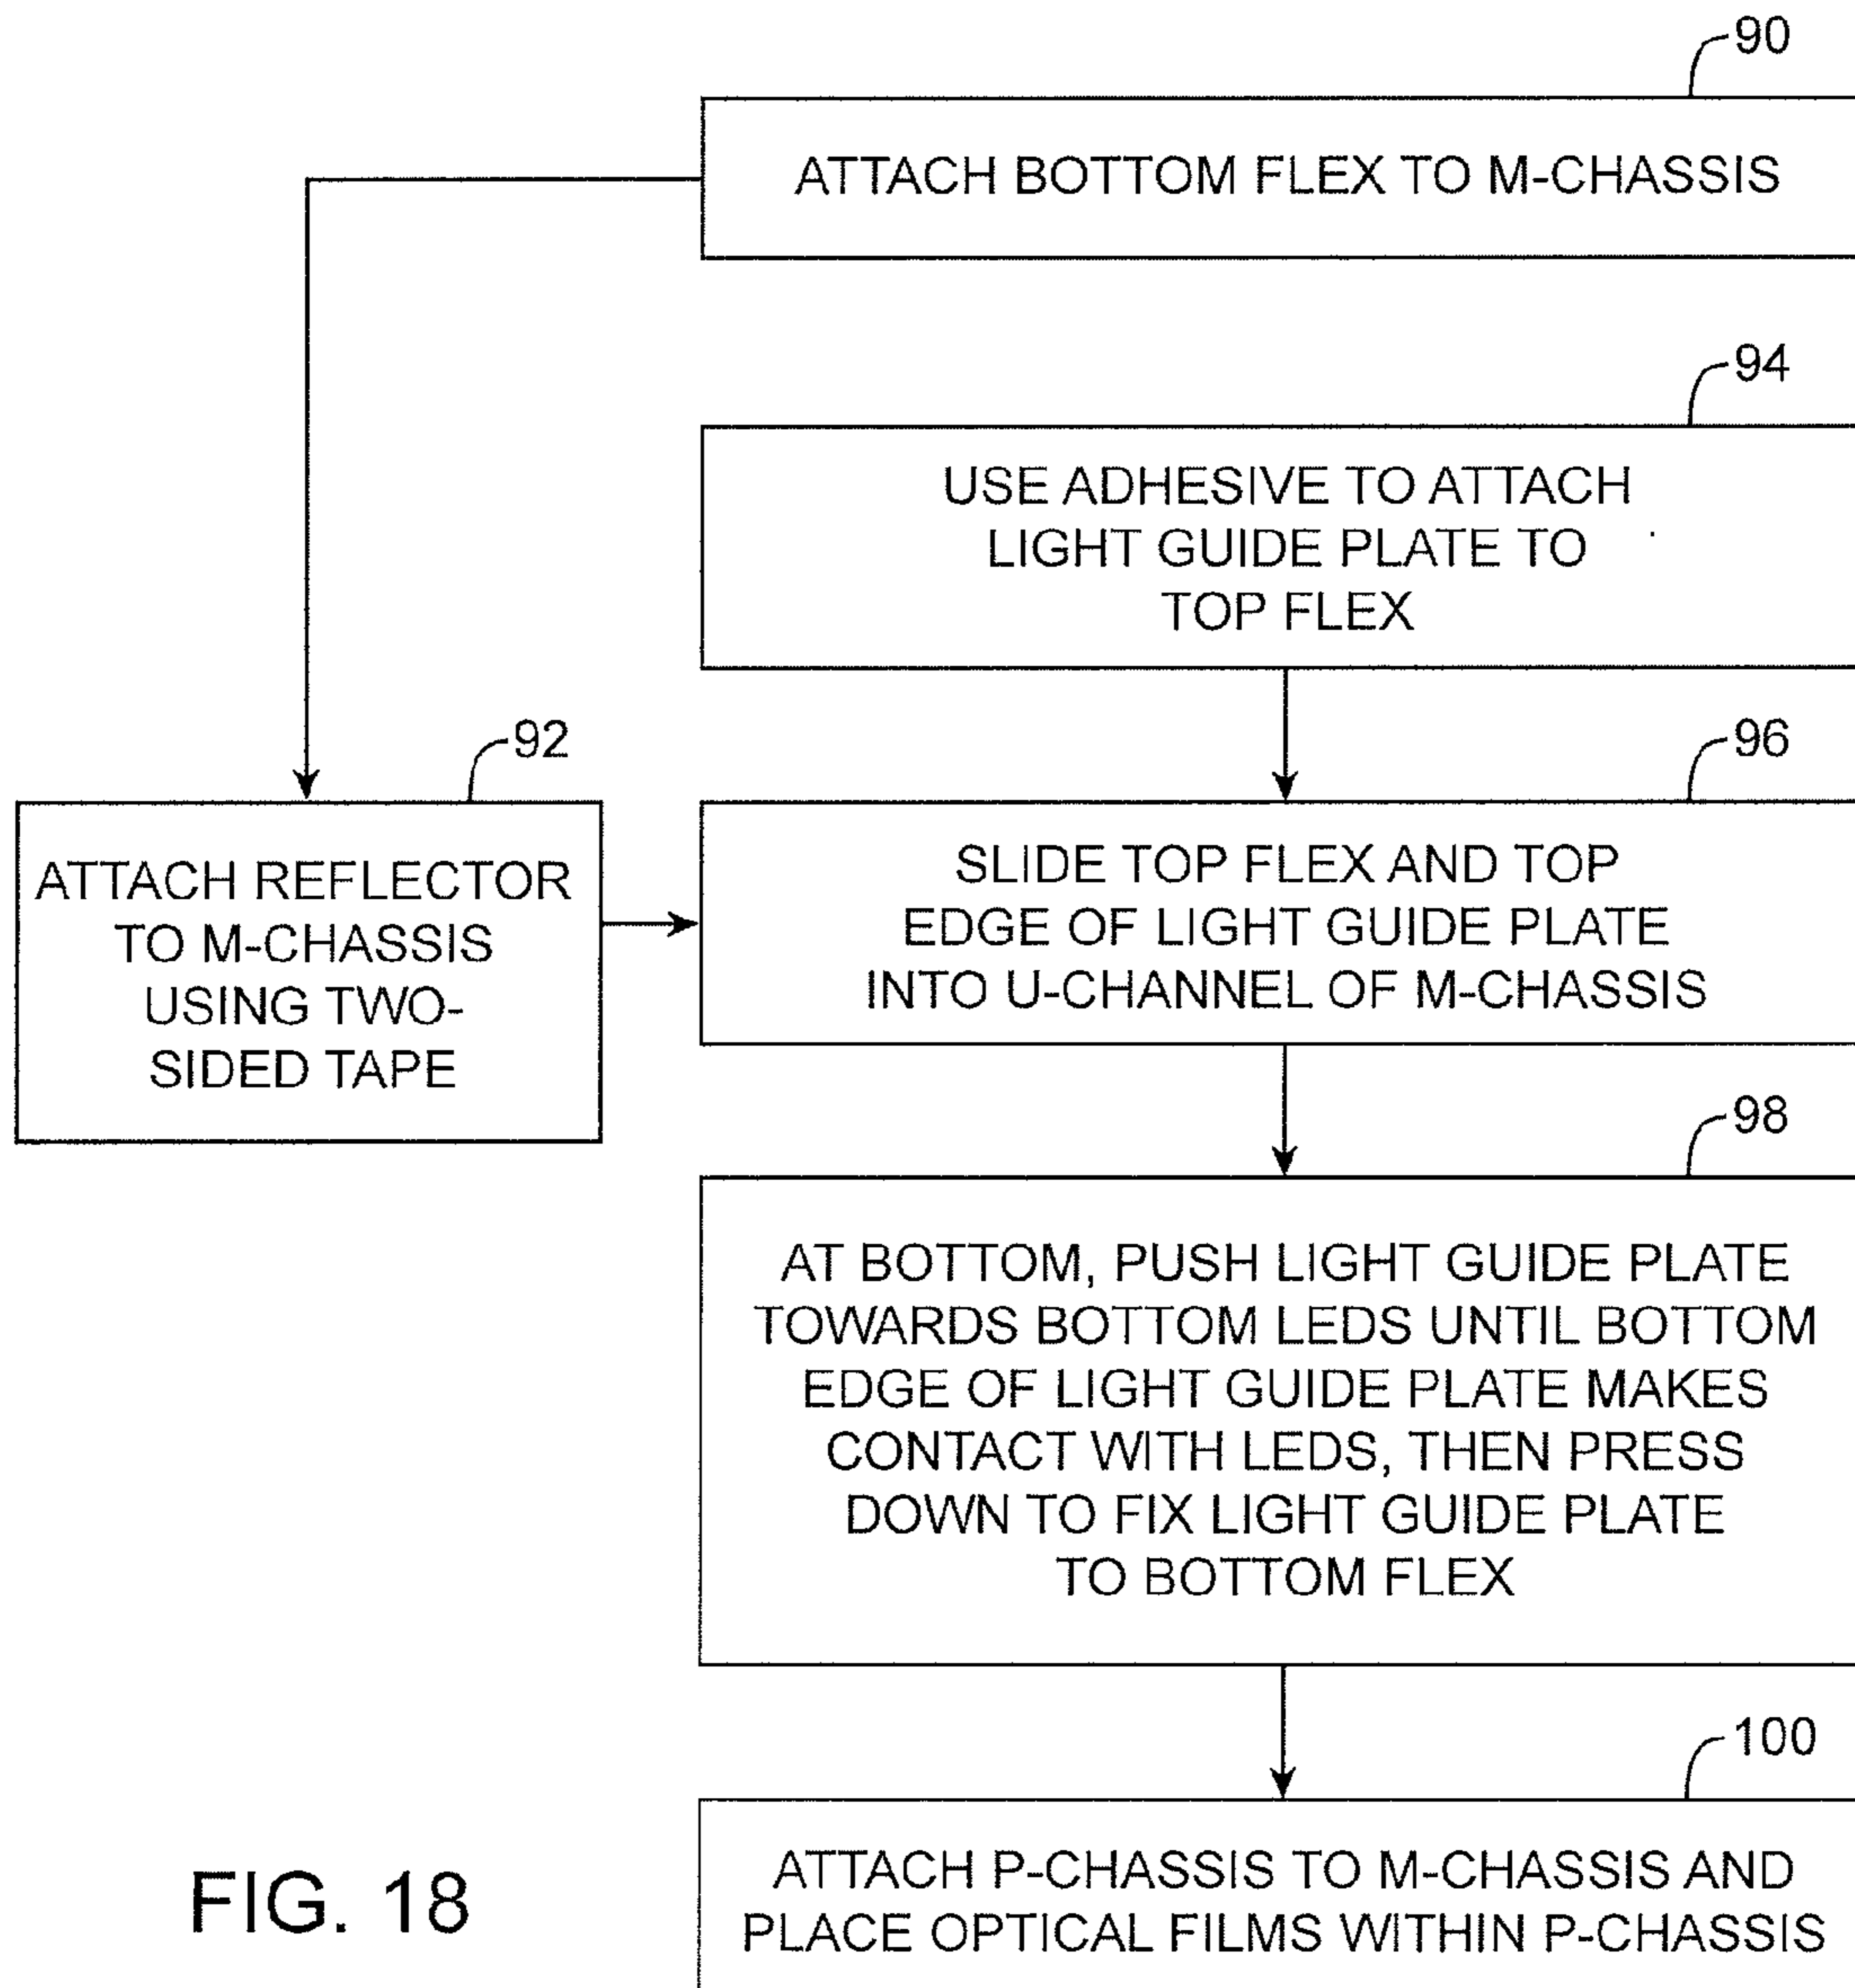 90
ATTACH BOTTOM FLEX TO M-CHASSIS
94
USE ADHESIVE TO ATTACH
LIGHT GUIDE PLATE TO
TOP FLEX
92
ATTACH REFLECTOR
TO M-CHASSIS
USING TWO-
SIDED TAPE
96
SLIDE TOP FLEX AND TOP
EDGE OF LIGHT GUIDE PLATE
INTO U-CHANNEL OF M-CHASSIS
98
AT BOTTOM, PUSH LIGHT GUIDE PLATE
TOWARDS BOTTOM LEDS UNTIL BOTTOM
EDGE OF LIGHT GUIDE PLATE MAKES
CONTACT WITH LEDS, THEN PRESS
DOWN TO FIX LIGHT GUIDE PLATE
TO BOTTOM FLEX
100
ATTACH P-CHASSIS TO M-CHASSIS AND
PLACE OPTICAL FILMS WITHIN P-CHASSIS
FIG. 18